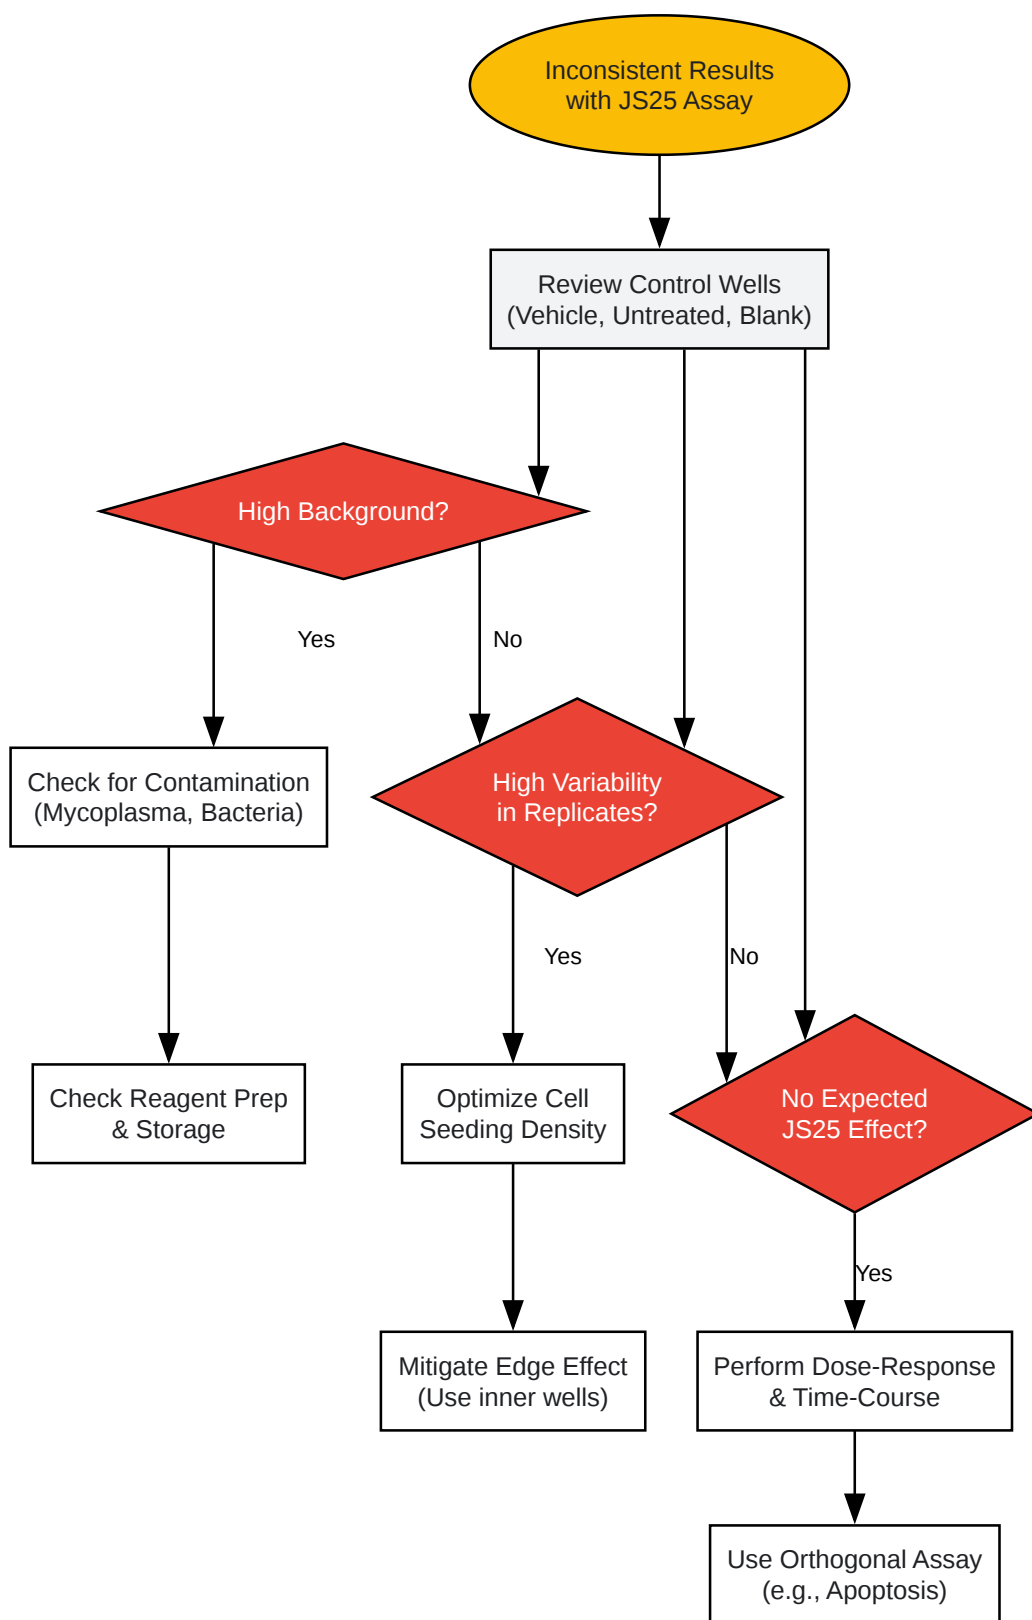 Inconsistent Results
with JS25 Assay
Review Control Wells
(Vehicle, Untreated, Blank)
High Background?
Yes
No
Check for Contamination
(Mycoplasma, Bacteria)
High Variability
in Replicates?
Yes
No
Check Reagent Prep
& Storage
Optimize Cell
Seeding Density
No Expected
JS25 Effect?
Yes
Mitigate Edge Effect
(Use inner wells)
Perform Dose-Response
& Time-Course
Use Orthogonal Assay
(e.g., Apoptosis)